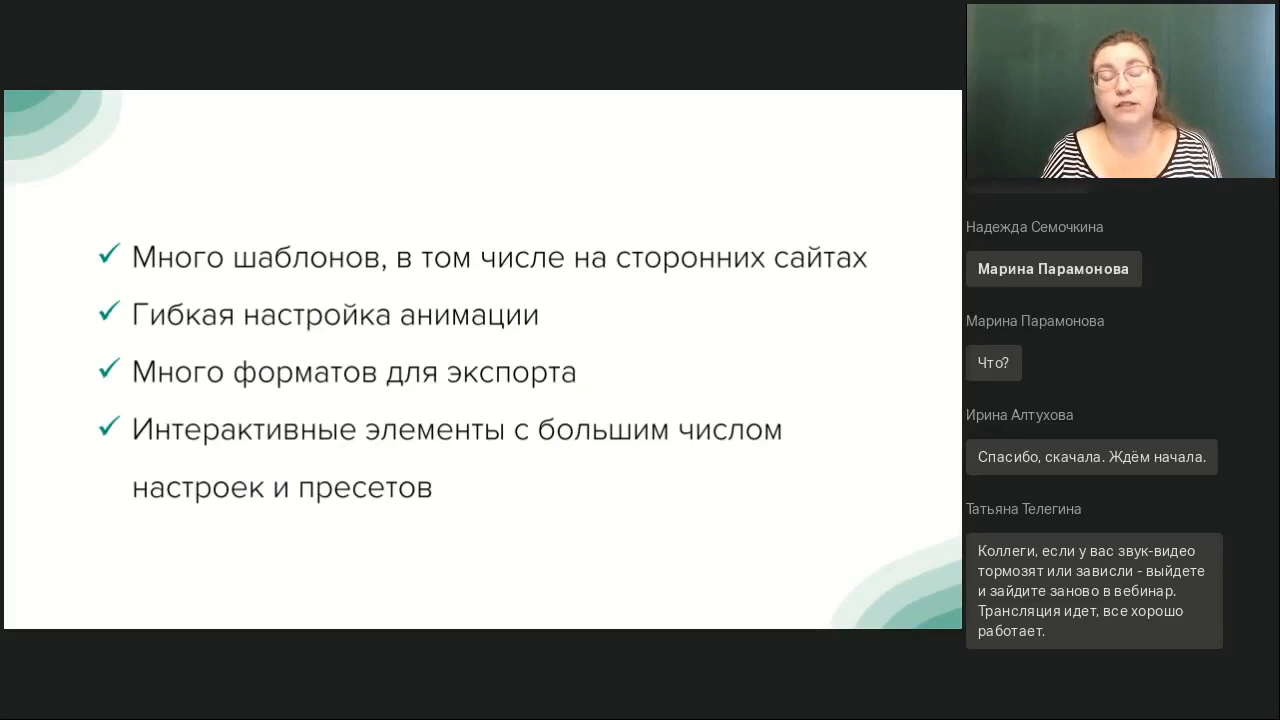 Много шаблонов, в том числе на сторонних сайтах
Гибкая настройка анимации
Много форматов для экспорта
Интерактивные элементы с большим числом
настроек и пресетов
Надежда Семочкина
Марина Парамонова
Марина Парамонова
Что?
Ирина Алтухова
Спасибо, скачала. Ждём начала.
Татьяна Телегина
Коллеги, если у вас звук-видео
тормозят или зависли - выйдете
и зайдите заново в вебинар.
Трансляция идет, все хорошо
работает.